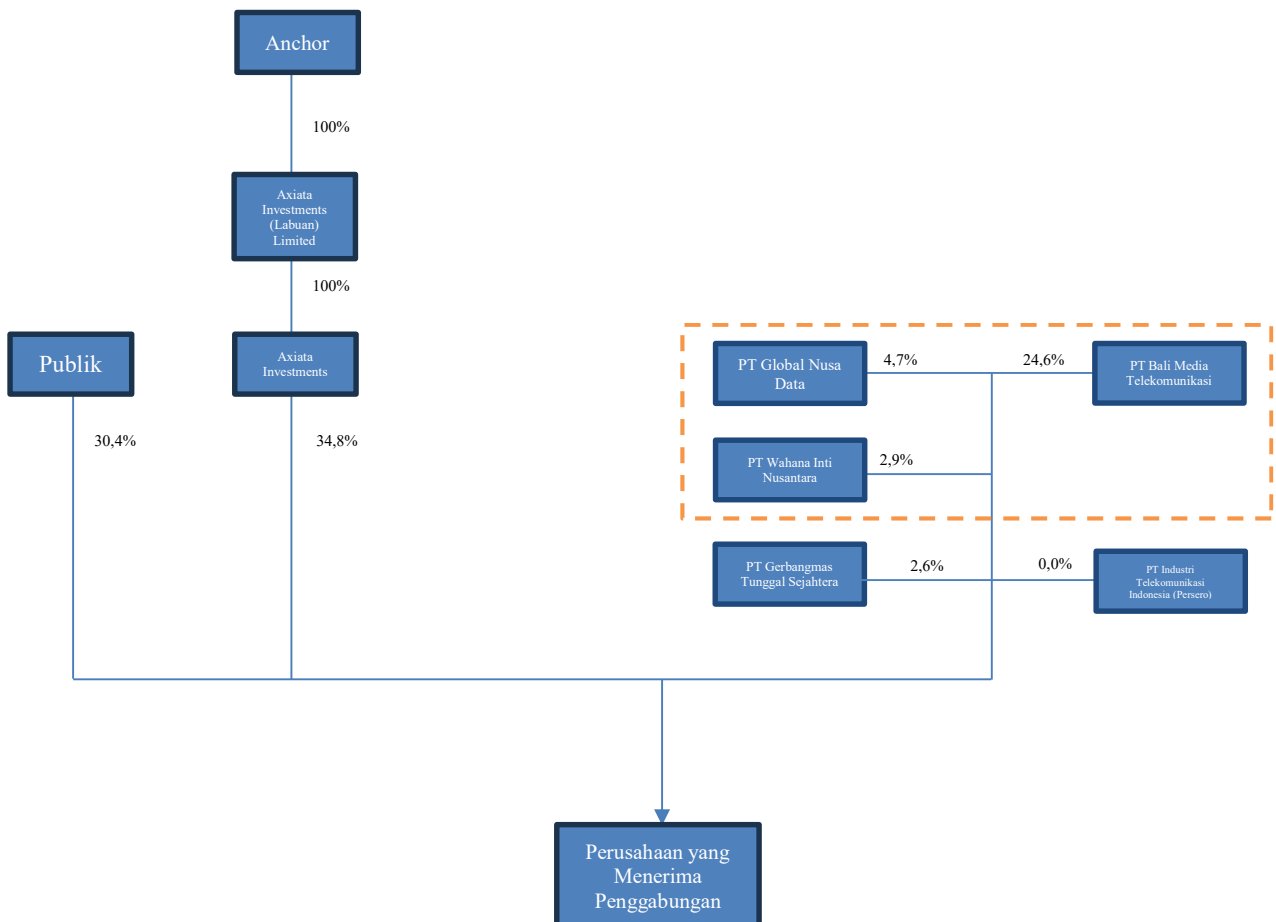 Anchor
100%
Axiata
Investments
(Labuan)
Limited
100%
Publik
Axiata
Investments
30,4%
34,8%
PT Global Nusa
Data
4,7%
24,6%
PT Bali Media
Telekomunikasi
PT Wahana Inti
Nusantara
2,9%
PT Gerbangmas
Tunggal Sejahtera
2,6%
0,0%
PT Industri
Telekomunikasi
Indonesia (Persero)
Perusahaan yang
Menerima
Penggabungan